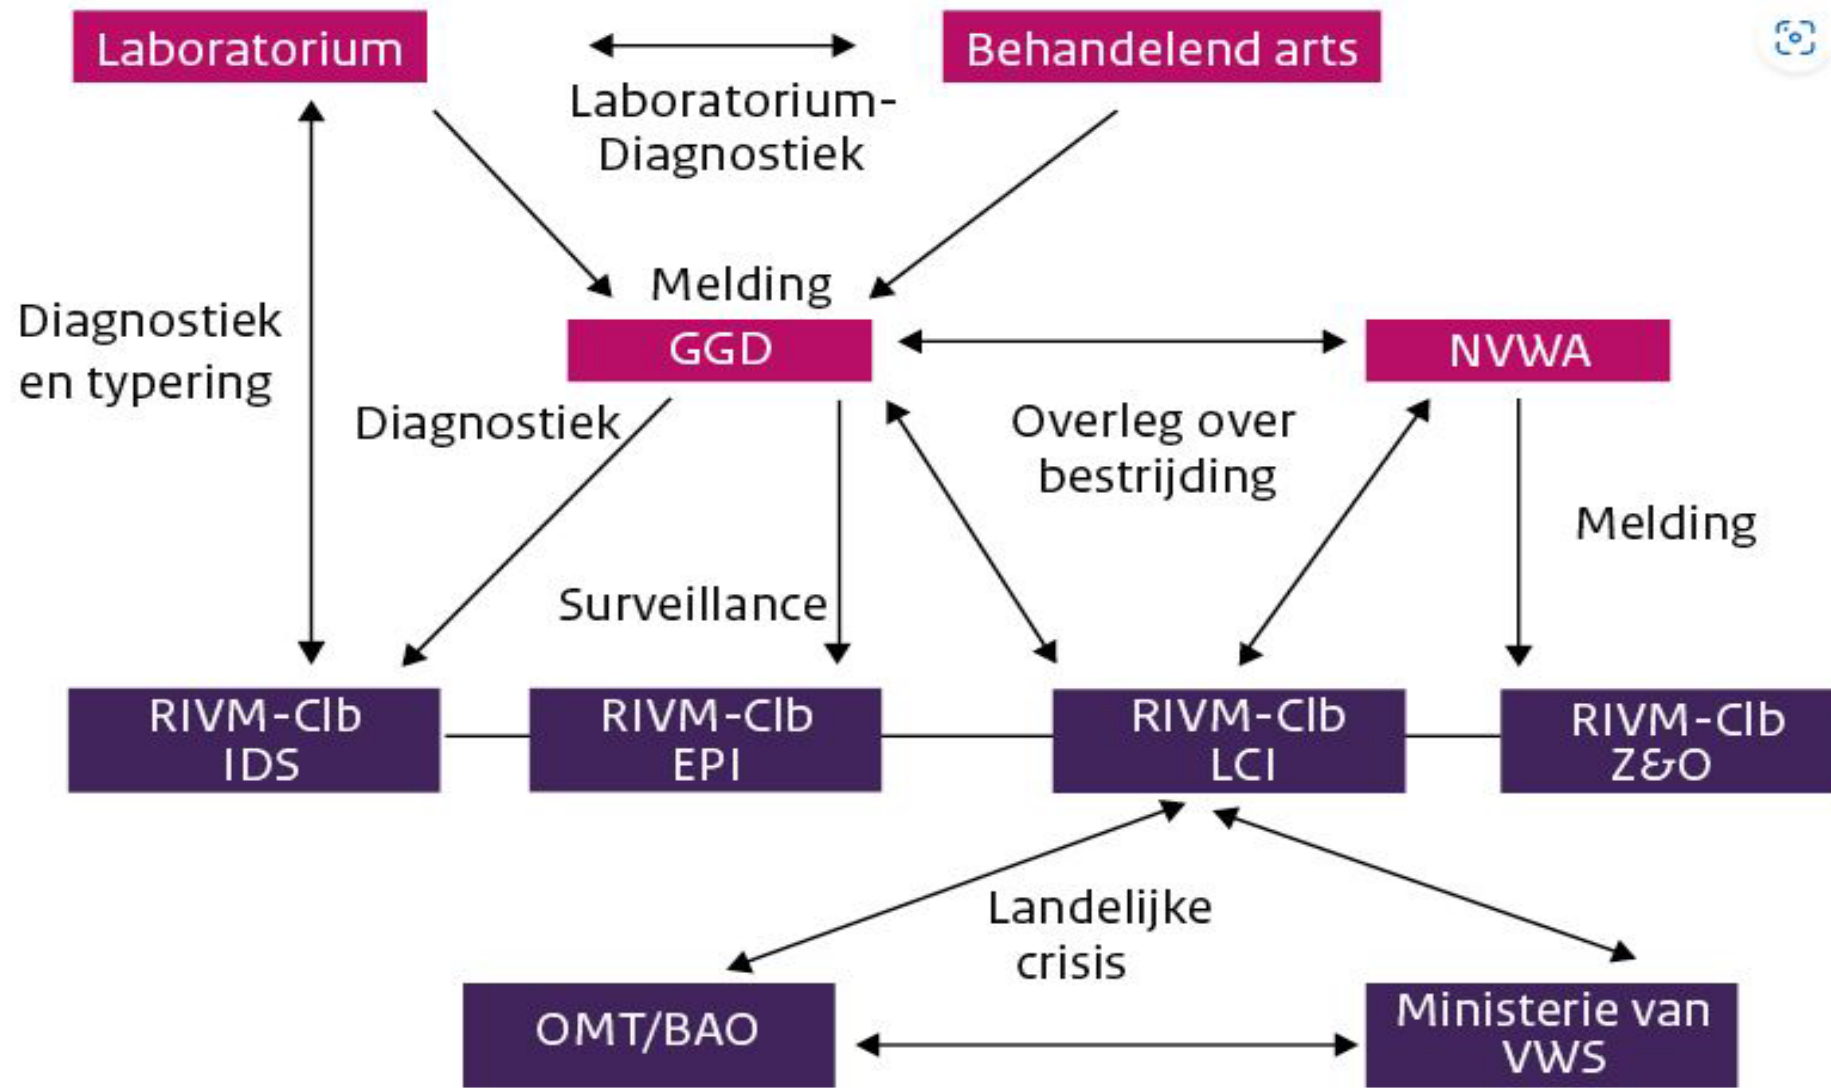 Laboratorium
Behandelend arts
Laboratorium-
Diagnostiek
Melding
GGD
NVWA
Diagnostiek
en typering
Diagnostiek
Overleg over
bestrijding
Melding
Surveillance
RIVM-Clb
IDS
RIVM-Clb
EPI
RIVM-Clb
LCI
RIVM-Clb
Z&O
Landelijke
crisis
OMT/BAO
Ministerie van
VWS